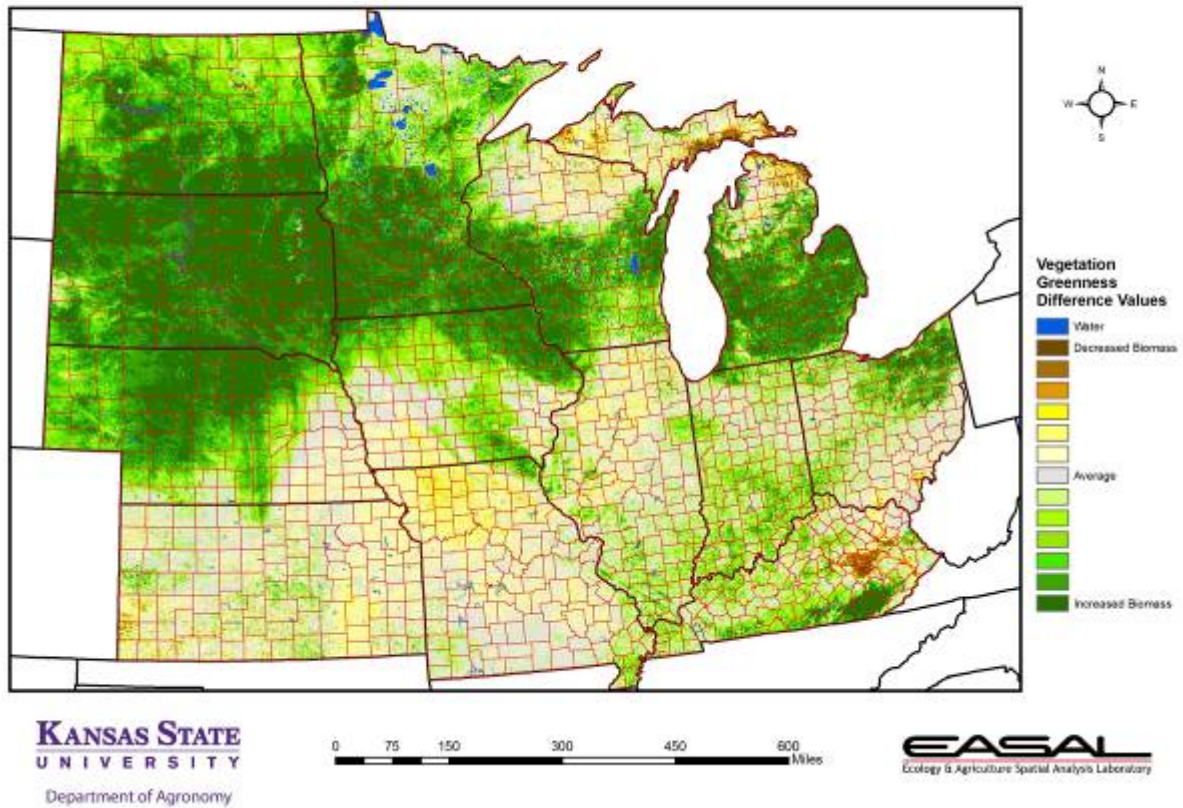 N
W E
S
Vegetation
Greenness
Difference Values
Water
Decreased Biomass
Average
Increased Biomass
KANSAS STATE
UNIVERSITY
Department of Agronomy
0 75 150 300 450 600
Miles
EASAL
Ecology & Agriculture Spatial Analysis Laboratory